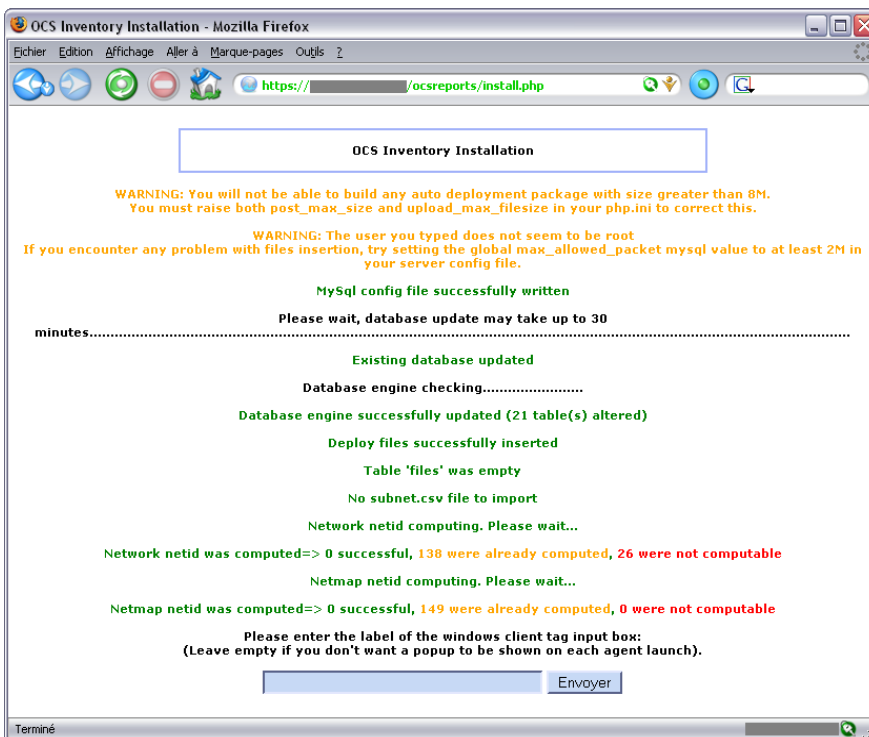 OCS Inventory Installation - Mozilla Firefox
Fichier Edition Affichage Aller à Marque-pages Outils ?
https:// /ocsreports/install.php
G
OCS Inventory Installation
WARNING: You will not be able to build any auto deployment package with size greater than 8M.
You must raise both post_max_size and upload_max_filesize in your php.ini to correct this.
WARNING: The user you typed does not seem to be root
If you encounter any problem with files insertion, try setting the global max_allowed_packet mysql value to at least 2M in
your server config file.
MySql config file successfully written
Please wait, database update may take up to 30
minutes..........................................................................................................................................................................................
Existing database updated
Database engine checking........................
Database engine successfully updated (21 table(s) altered)
Deploy files successfully inserted
Table 'files' was empty
No subnet.csv file to import
Network netid computing. Please wait...
Network netid was computed=> 0 successful, 138 were already computed, 26 were not computable
Netmap netid computing. Please wait...
Netmap netid was computed=> 0 successful, 149 were already computed, 0 were not computable
Please enter the label of the windows client tag input box:
(Leave empty if you don't want a popup to be shown on each agent launch).
Envoyer
Terminé